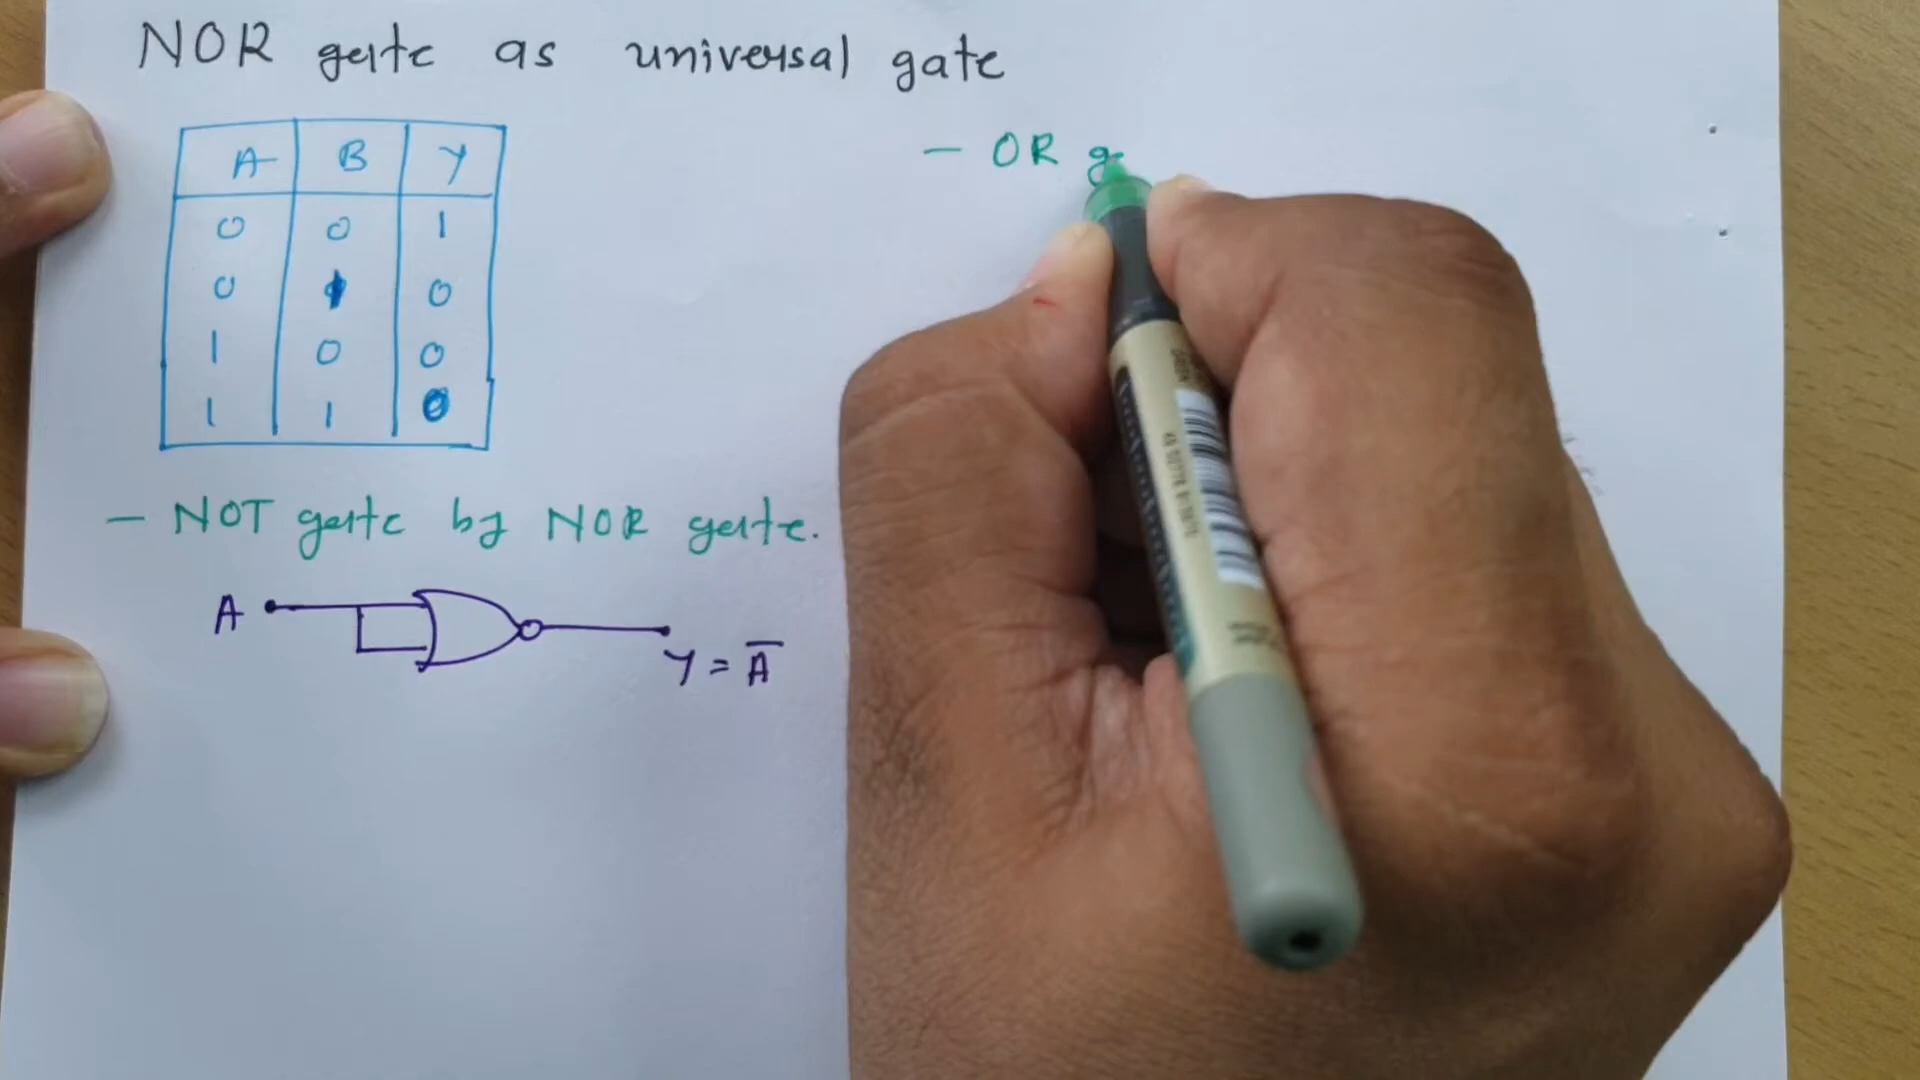 NOR gate as universal gate
A B Y
0 0 1
0 1 0
1 0 0
1 1 0
- NOT gate by NOR gate.
A
Y = A̅
- OR g